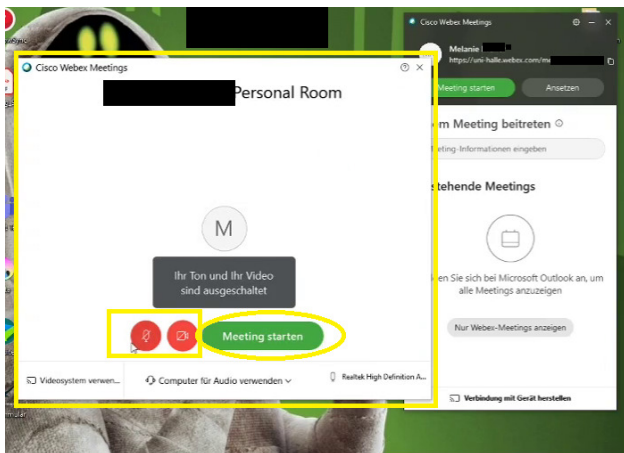 Cisco Webex Meetings
Personal Room
M
Ihr Ton und Ihr Video
sind ausgeschaltet
Meeting starten
Videosystem verwen...
Computer für Audio verwenden
Realtek High Definition A...
Cisco Webex Meetings
Melanie
https://uni-halle.webex.com/m
Meeting starten
Ansetzen
Meeting beitreten
eting-Informationen eingeben
stehende Meetings
en Sie sich bei Microsoft Outlook an, um
alle Meetings anzuzeigen
Nur Webex-Meetings anzeigen
Verbindung mit Gerät herstellen